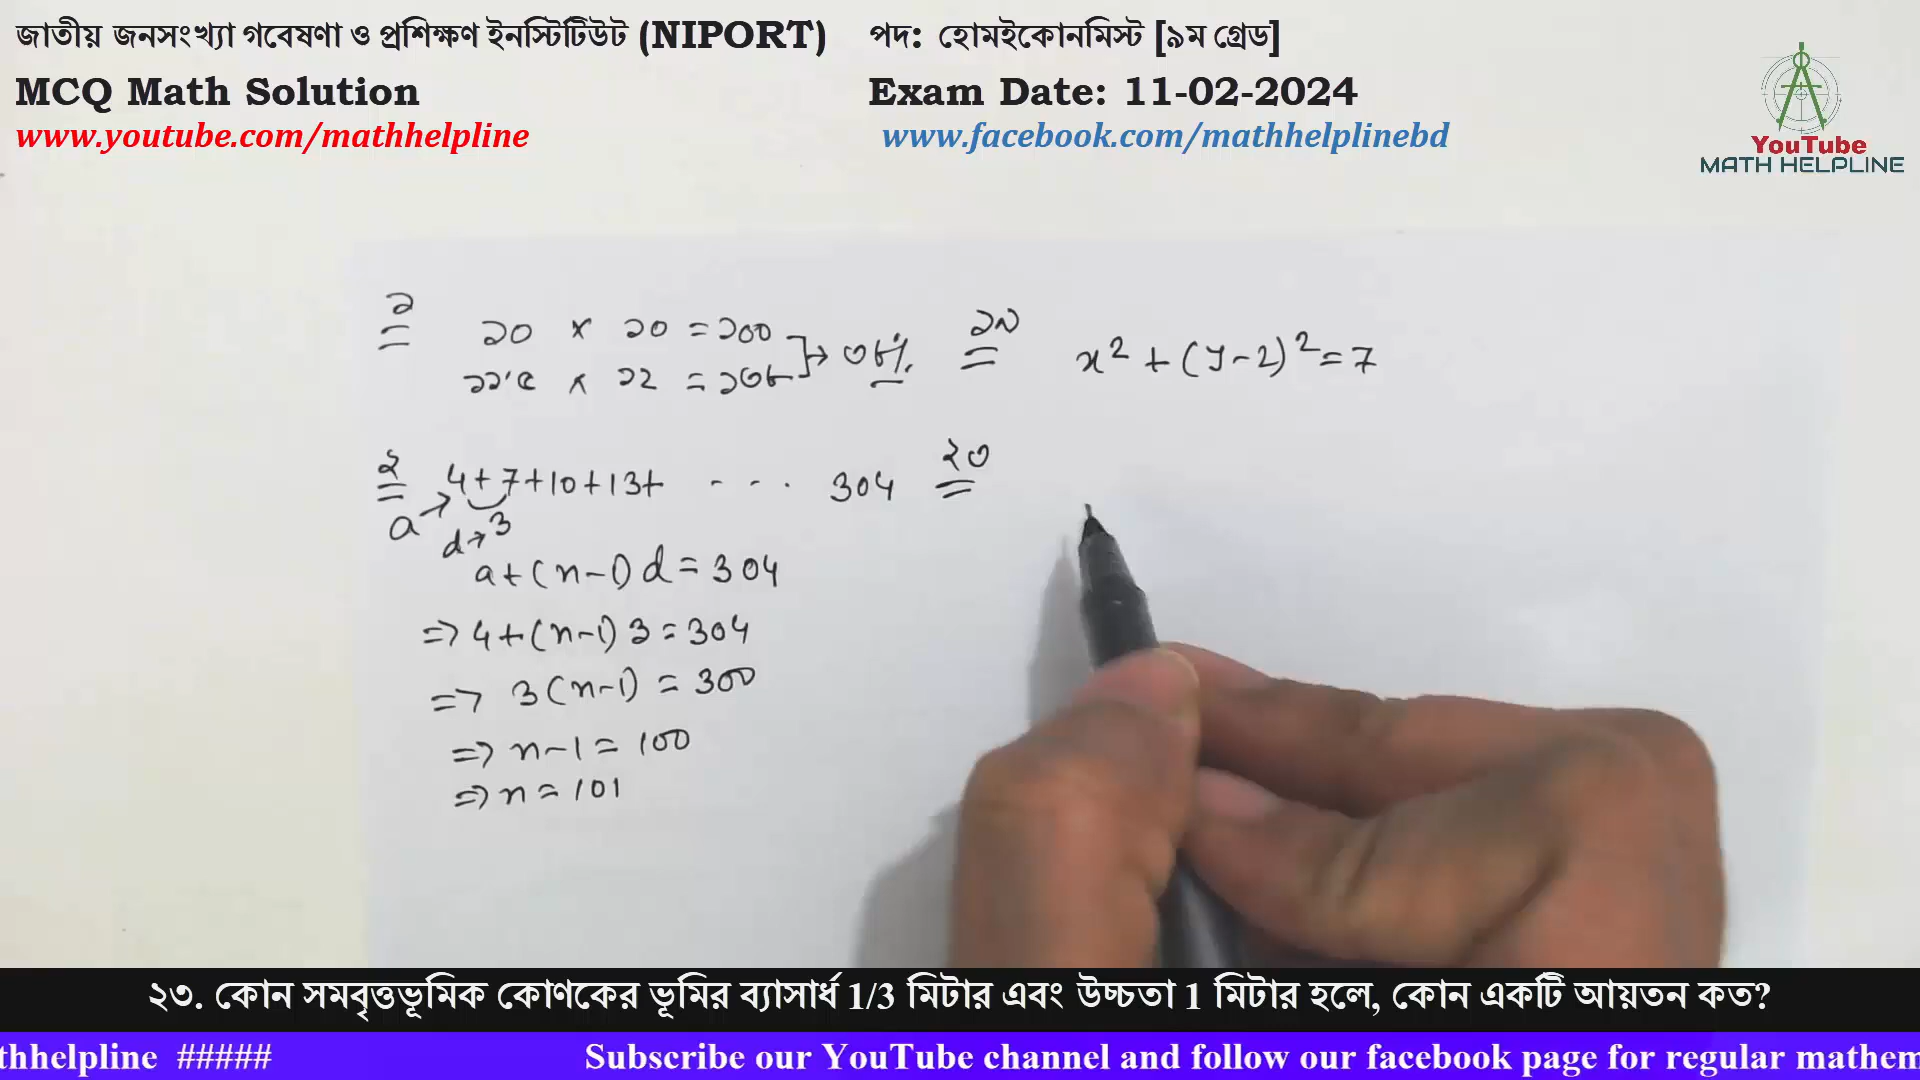 জাতীয় জনসংখ্যা গবেষণা ও প্রশিক্ষণ ইনস্টিটিউট (NIPORT) পদ: হোমইকোনমিস্ট [৯ম গ্রেড]
MCQ Math Solution Exam Date: 11-02-2024
www.youtube.com/mathhelpline www.facebook.com/mathhelplinebd
YouTube
MATH HELPLINE
১
১০ × ১০ = ১০০
১১.৫ × ১২ = ১৩৮
→ ৩৮%
২
4+7+10+13+ - - - 304
a → d → 3
a+(n-1)d=304
=> 4+(n-1)3=304
=> 3(n-1)=300
=> n-1=100
=> n=101
১৯
x²+(y-2)²=7
২৩
২৩. কোন সমবৃত্তভূমিক কোণকের ভূমির ব্যাসার্ধ 1/3 মিটার এবং উচ্চতা 1 মিটার হলে, কোন একটি আয়তন কত?
thhelpline ##### Subscribe our YouTube channel and follow our facebook page for regular mathem